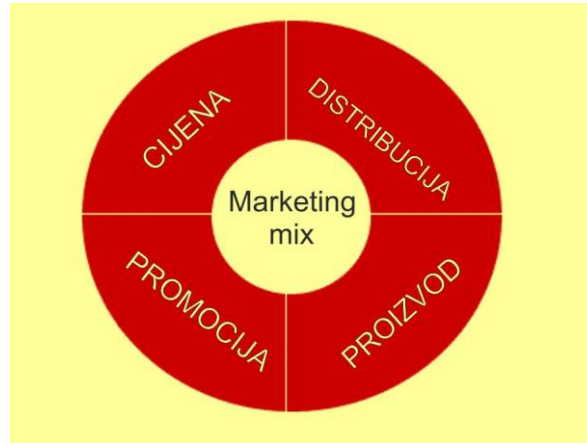 CIJENA
DISTRIBUCIJA
Marketing
mix
PROMOCIJA
PROIZVOD